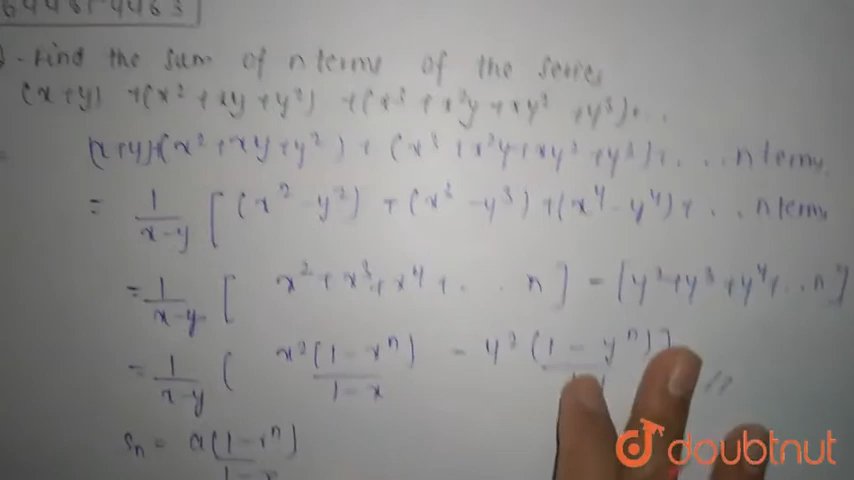 Find the sum of n terms of the series
(x+y) + (x² + xy + y²) + (x³ + x²y + xy² + y³) + ...
(x+y) + (x² + xy + y²) + (x³ + x²y + xy² + y³) + ... n terms
= 1/(x-y) [ (x² - y²) + (x³ - y³) + (x⁴ - y⁴) + .. n terms
= 1/(x-y) [ x² + x³ + x⁴ + . . . n ] - [ y² + y³ + y⁴ + .. n ]
= 1/(x-y) ( x²(1-xⁿ)/(1-x) - y²(1-yⁿ)
Sn = a(1-rⁿ)
doubtnut